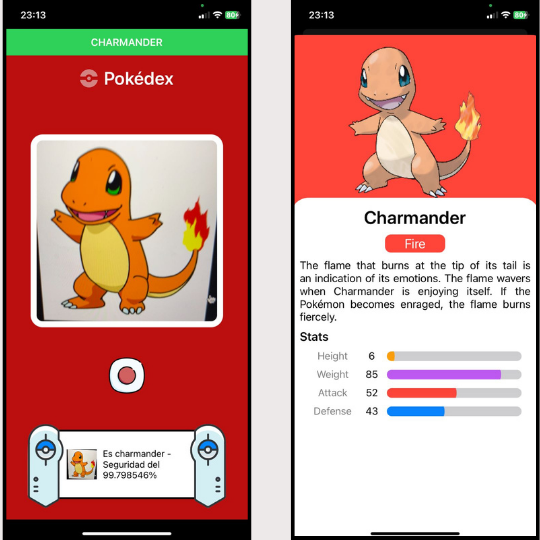 23:13
80+
CHARMANDER
Pokédex
Es charmander -
Seguridad del
99.798546%
23:13
80+
Charmander
Fire
The flame that burns at the tip of its tail is
an indication of its emotions. The flame wavers
when Charmander is enjoying itself. If the
Pokémon becomes enraged, the flame burns
fiercely.
Stats
Height 6
Weight 85
Attack 52
Defense 43